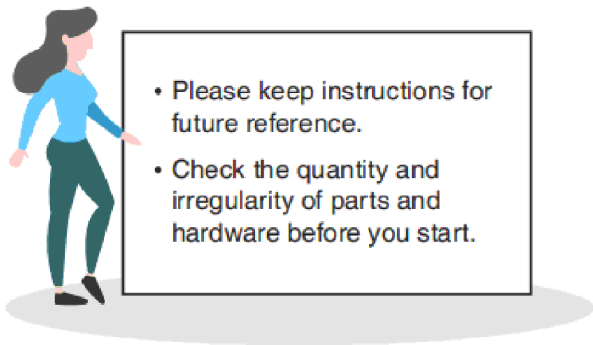 • Please keep instructions for
future reference.
• Check the quantity and
irregularity of parts and
hardware before you start.